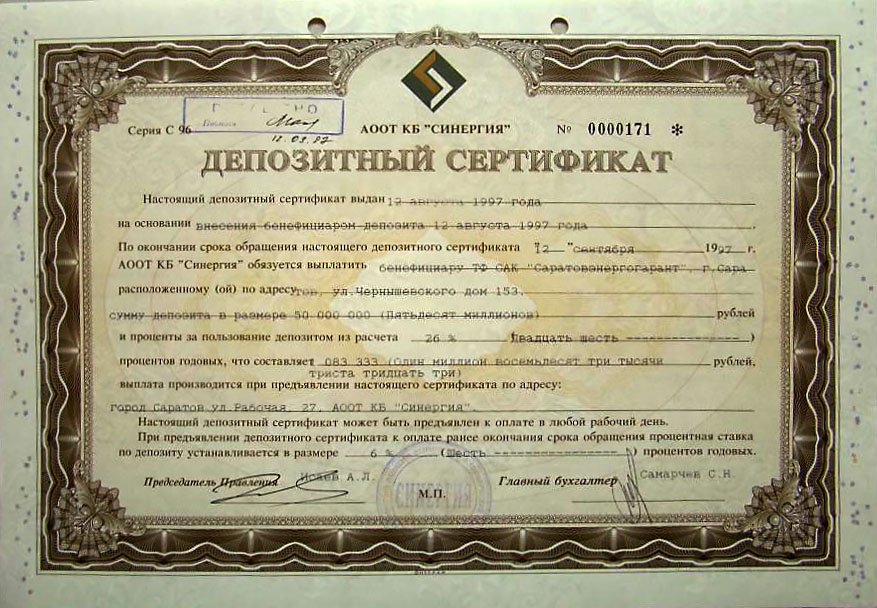 Серия С 96
12.09.97
АООТ КБ "СИНЕРГИЯ" № 0000171 *
ДЕПОЗИТНЫЙ СЕРТИФИКАТ
Настоящий депозитный сертификат выдан 12 августа 1997 года
на основании внесения бенефициаром депозита 12 августа 1997 года .
По окончании срока обращения настоящего депозитного сертификата "12 " сентября 1997 г.
АООТ КБ "Синергия" обязуется выплатить бенефициару ТФ САК "Саратовэнергогарант", г.Сара
расположенному (ой) по адресу тов, ул.Чернышевского дом 153.
сумму депозита в размере 50.000 000 (Пятьдесят миллионов) рублей
и проценты за пользование депозитом из расчета 26 % (Двадцать шесть ----------------- )
процентов годовых, что составляет 1 083 333 (Один миллион восемьдесят три тысячи рублей,
триста тридцать три)
выплата производится при предъявлении настоящего сертификата по адресу:
город Саратов ул.Рабочая, 27, АООТ КБ "Синергия".
Настоящий депозитный сертификат может быть предъявлен к оплате в любой рабочий день.
При предъявлении депозитного сертификата к оплате ранее окончания срока обращения процентная ставка
по депозиту устанавливается в размере 6 % (Шесть ----------------- ) процентов годовых.
Председатель Правления Исаев А.Л. Главный бухгалтер Самарчев С.Н.
СИНЕРГИЯ
М.П.